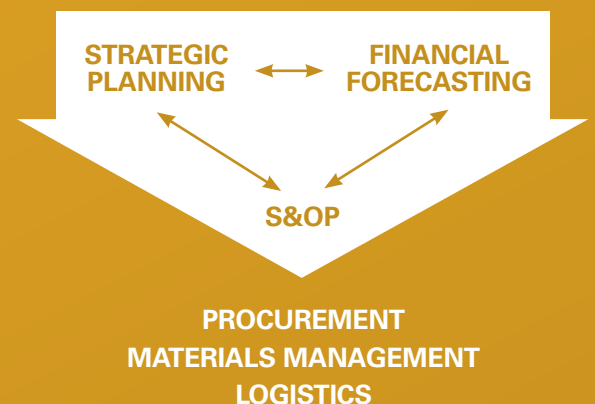 STRATEGIC
PLANNING
FINANCIAL
FORECASTING
S&OP
PROCUREMENT
MATERIALS MANAGEMENT
LOGISTICS